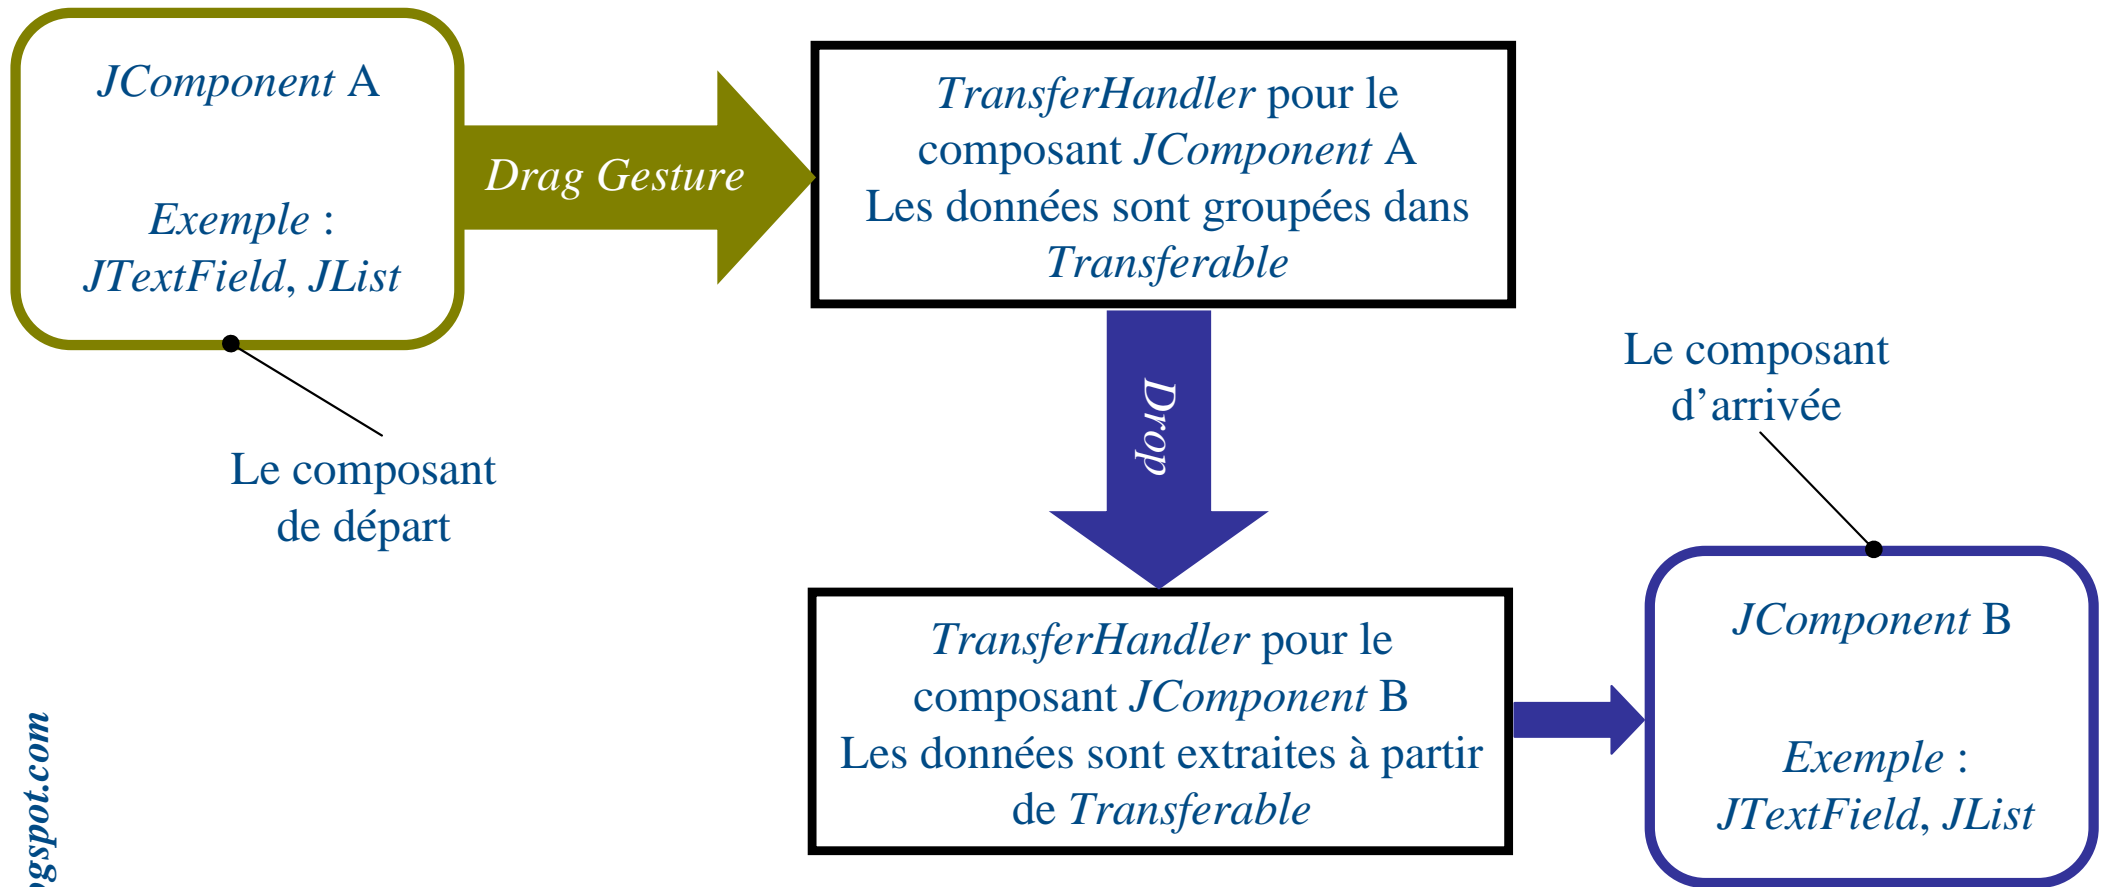 JComponent A
Exemple :
JTextField, JList
Drag Gesture
TransferHandler pour le
composant JComponent A
Les données sont groupées dans
Transferable
Le composant
de départ
Drop
Le composant
d’arrivée
TransferHandler pour le
composant JComponent B
Les données sont extraites à partir
de Transferable
JComponent B
Exemple :
JTextField, JList